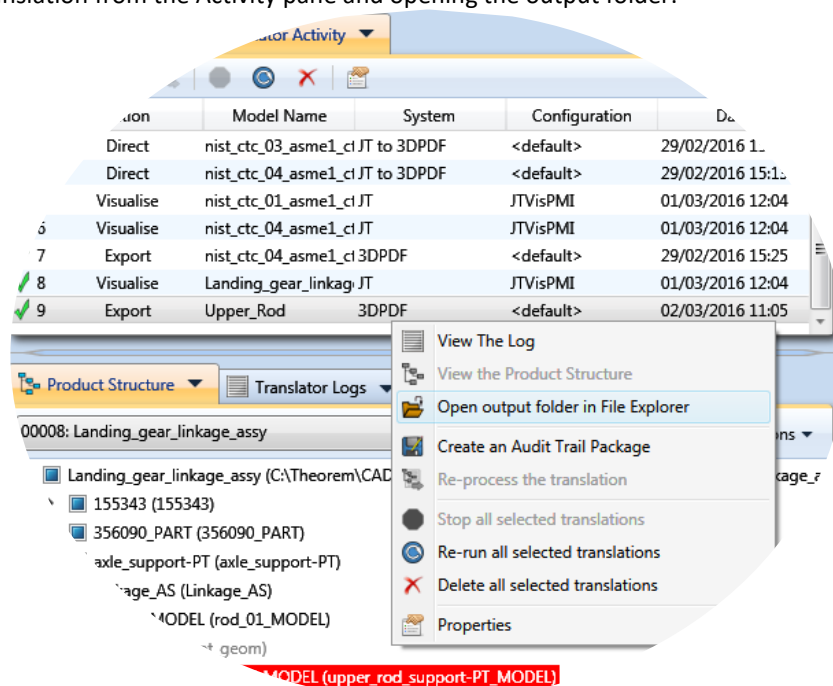 from the Activity pane and opening the output folder.
Activity
Model Name System Configuration
Direct nist_ctc_03_asme1_ct JT to 3DPDF <default> 29/02/2016
Direct nist_ctc_04_asme1_ct JT to 3DPDF <default> 29/02/2016
Visualise nist_ctc_01_asme1_ct JT JTVisPMI 01/03/2016 12:04
Visualise nist_ctc_04_asme1_ct JT JTVisPMI 01/03/2016 12:04
7 Export nist_ctc_04_asme1_ct 3DPDF <default> 29/02/2016 15:25
8 Visualise Landing_gear_linkag JT JTVisPMI 01/03/2016 12:04
9 Export Upper_Rod 3DPDF <default> 02/03/2016 11:05
View The Log
Product Structure Translator Logs
View the Product Structure
Open output folder in File Explorer
00008: Landing_gear_linkage_assy
Create an Audit Trail Package
Landing_gear_linkage_assy (C:\Theorem\CAD
Re-process the translation
155343 (155343)
Stop all selected translations
356090_PART (356090_PART)
Re-run all selected translations
axle_support-PT (axle_support-PT)
Delete all selected translations
(Linkage_AS)
(rod_01_MODEL)
Properties
geom)
(upper_rod_support-PT_MODEL)